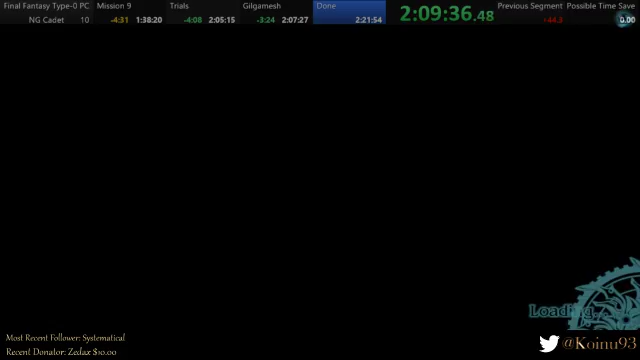 Final Fantasy Type-0 PC Mission 9 Trials Gilgamesh Done 2:09:36.48 Previous Segment Possible Time Save
NG Cadet 10 -4:31 1:38:20 -4:08 2:05:15 -3:24 2:07:27 2:21:54 +44.3 0.00
Loading...
Most Recent Follower: Systematical
Recent Donator: Zedax $10.00
@Koinu93